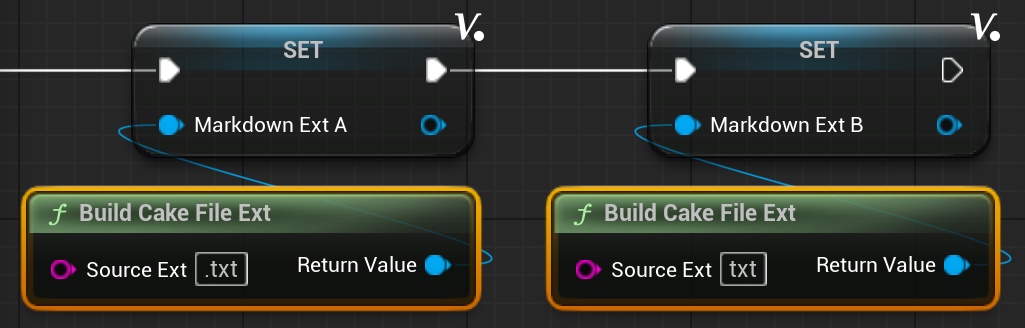 V.
V.
SET
SET
Markdown Ext A
Markdown Ext B
ƒ Build Cake File Ext
ƒ Build Cake File Ext
Source Ext .txt Return Value
Source Ext txt Return Value